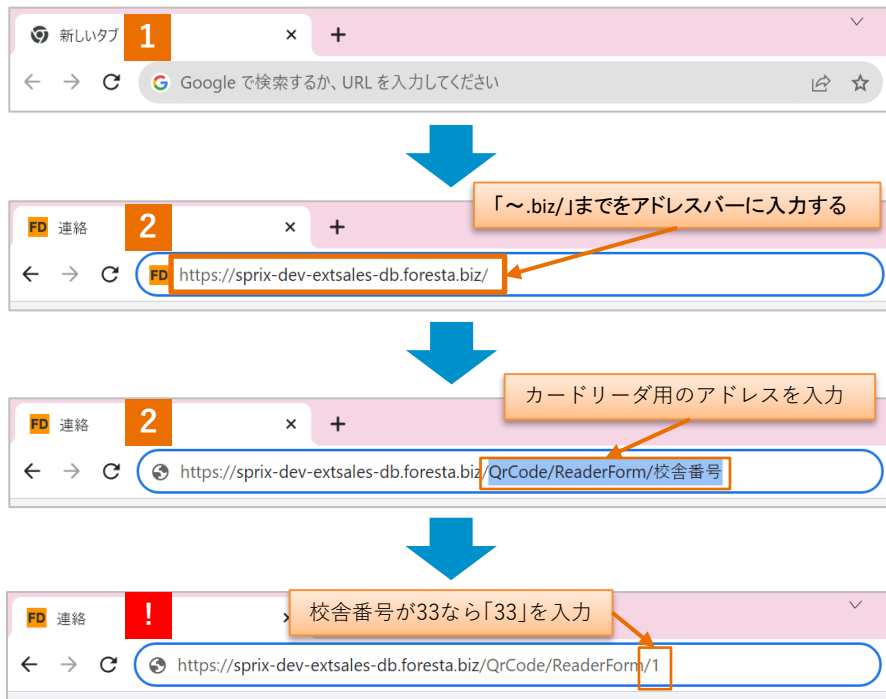 新しいタブ 1
Google で検索するか、URL を入力してください
「～.biz/」までをアドレスバーに入力する
FD 連絡 2
FD https://sprix-dev-extsales-db.foresta.biz/
カードリーダ用のアドレスを入力
FD 連絡 2
https://sprix-dev-extsales-db.foresta.biz/QrCode/ReaderForm/校舎番号
校舎番号が33なら「33」を入力
FD 連絡 !
https://sprix-dev-extsales-db.foresta.biz/QrCode/ReaderForm/1